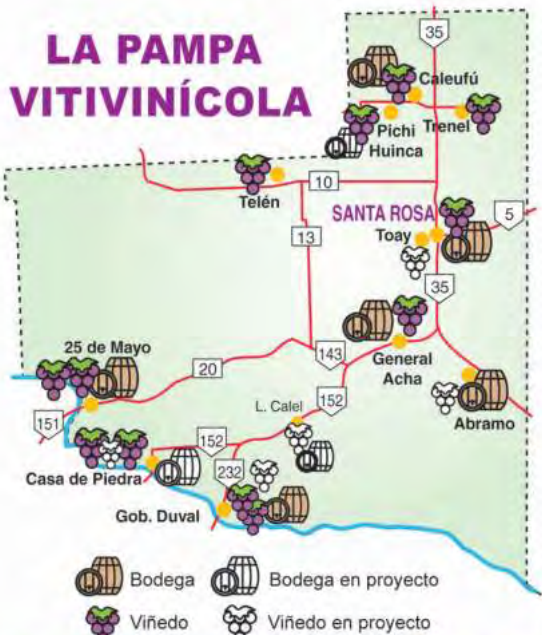 LA PAMPA
VITIVINÍCOLA
35
Caleufú
Pichi
Huinca
Trenel
Telén
10
SANTA ROSA
5
Toay
13
35
25 de Mayo
20
143
General
Acha
152
L. Calel
Abramo
151
152
232
Casa de Piedra
Gob. Duval
Bodega
Bodega en proyecto
Viñedo
Viñedo en proyecto